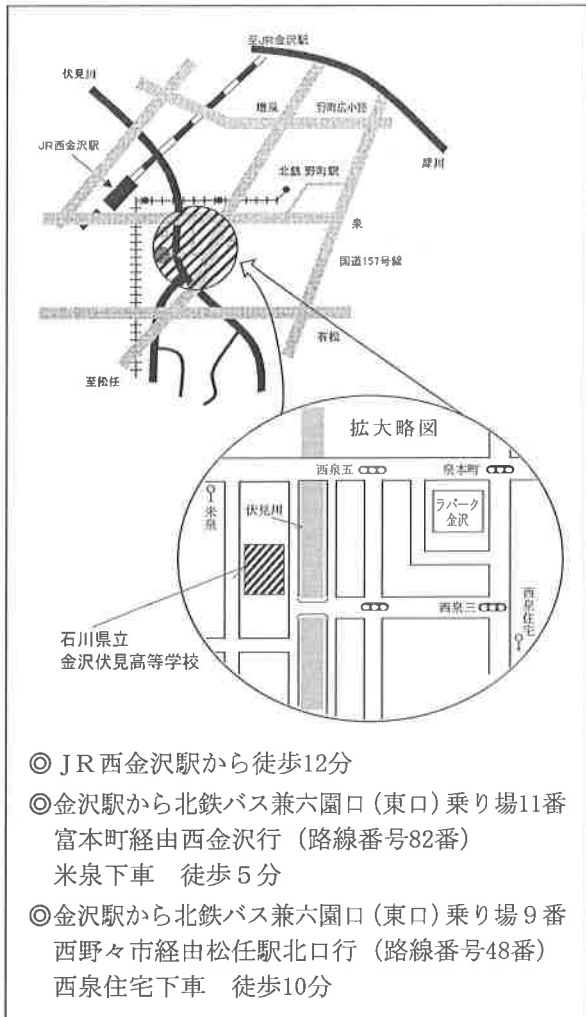 至JR金沢駅
伏見川
増泉
野町広小路
JR西金沢駅
犀川
北鉄 野町駅
泉
国道157号線
有松
至松任
拡大略図
西泉五
泉本町
米泉
伏見川
ラパーク
金沢
西泉三
西泉住宅
石川県立
金沢伏見高等学校
◎JR西金沢駅から徒歩12分
◎金沢駅から北鉄バス兼六園口(東口)乗り場11番
富本町経由西金沢行(路線番号82番)
米泉下車 徒歩5分
◎金沢駅から北鉄バス兼六園口(東口)乗り場9番
西野々市経由松任駅北口行(路線番号48番)
西泉住宅下車 徒歩10分